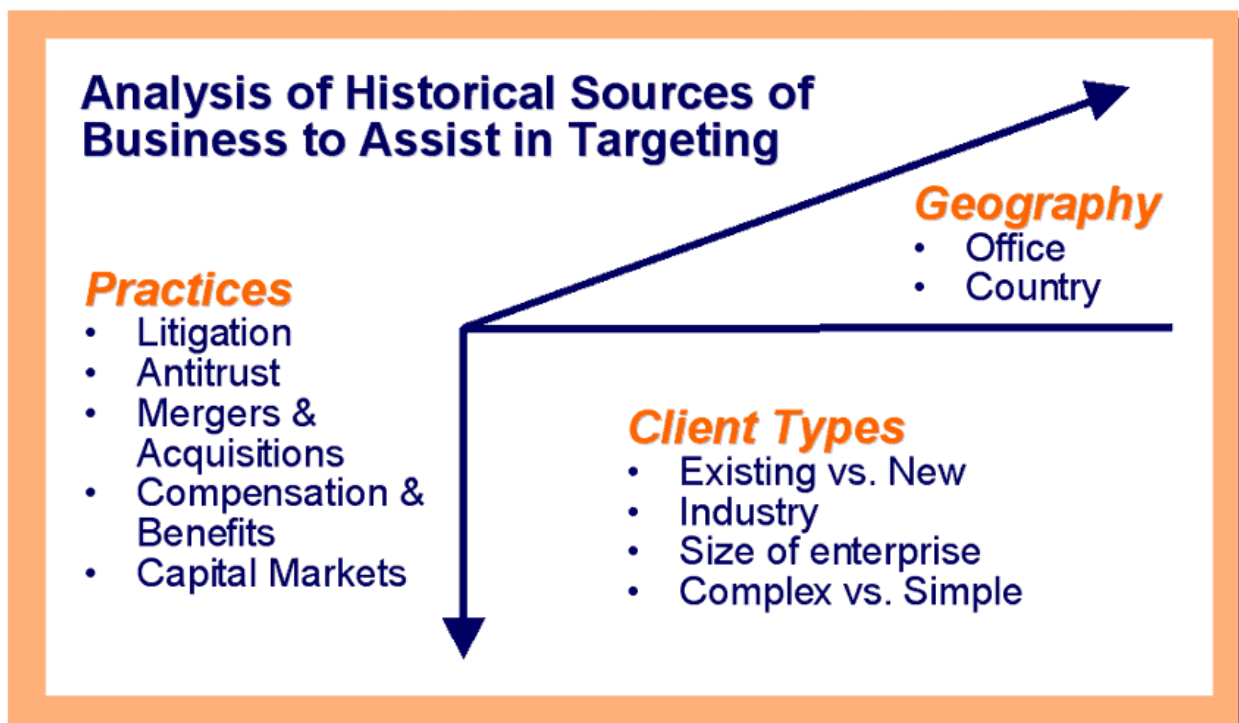 Analysis of Historical Sources of
Business to Assist in Targeting
Geography
• Office
• Country
Practices
• Litigation
• Antitrust
• Mergers &
Acquisitions
• Compensation &
Benefits
• Capital Markets
Client Types
• Existing vs. New
• Industry
• Size of enterprise
• Complex vs. Simple